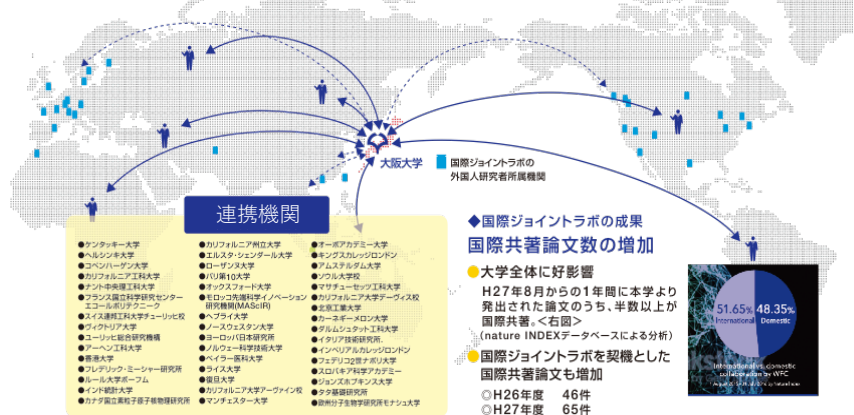 大阪大学
国際ジョイントラボの
外国人研究者所属機関
連携機関
●ケンタッキー大学
●ヘルシンキ大学
●コペンハーゲン大学
●カリフォルニア工科大学
●ナント中央理工科大学
●フランス国立科学研究センター
エコールポリテクニーク
●スイス連邦工科大学チューリッヒ校
●ヴィクトリア大学
●ユーリッヒ総合研究機構
●アーヘン工科大学
●香港大学
●フレデリック・ミーシャー研究所
●ルール大学ボーフム
●インド統計大学
●カナダ国立素粒子原子核物理研究所
●カリフォルニア州立大学
●エルスタ・シェンダール大学
●ローザンヌ大学
●パリ第10大学
●オックスフォード大学
●モロッコ先端科学イノベーション
研究機関(MAScIR)
●ヘブライ大学
●ノースウェスタン大学
●ヨーロッパ日本研究所
●ノルウェー科学技術大学
●ベイラー医科大学
●ライス大学
●復旦大学
●カリフォルニア大学アーヴァイン校
●マンチェスター大学
●オーボアカデミー大学
●キングスカレッジロンドン
●アムステルダム大学
●ソウル大学校
●マサチューセッツ工科大学
●カリフォルニア大学デーヴィス校
●北京工業大学
●カーネギーメロン大学
●ダルムシュタット工科大学
●イタリア技術研究所、
●インペリアルカレッジロンドン
●フェデリコ2世ナポリ大学
●スロバキア科学アカデミー
●ジョンズホプキンス大学
●タタ基礎研究所
●欧州分子生物学研究所モナシュ大学
◆国際ジョイントラボの成果
国際共著論文数の増加
●大学全体に好影響
H27年8月からの1年間に本学より
発出された論文のうち、半数以上が
国際共著。<右図>
(nature INDEXデータベースによる分析)
●国際ジョイントラボを契機とした
国際共著論文も増加
◎H26年度 46件
◎H27年度 65件
51.65% 48.35%
International Domestic
collaboration by WFC